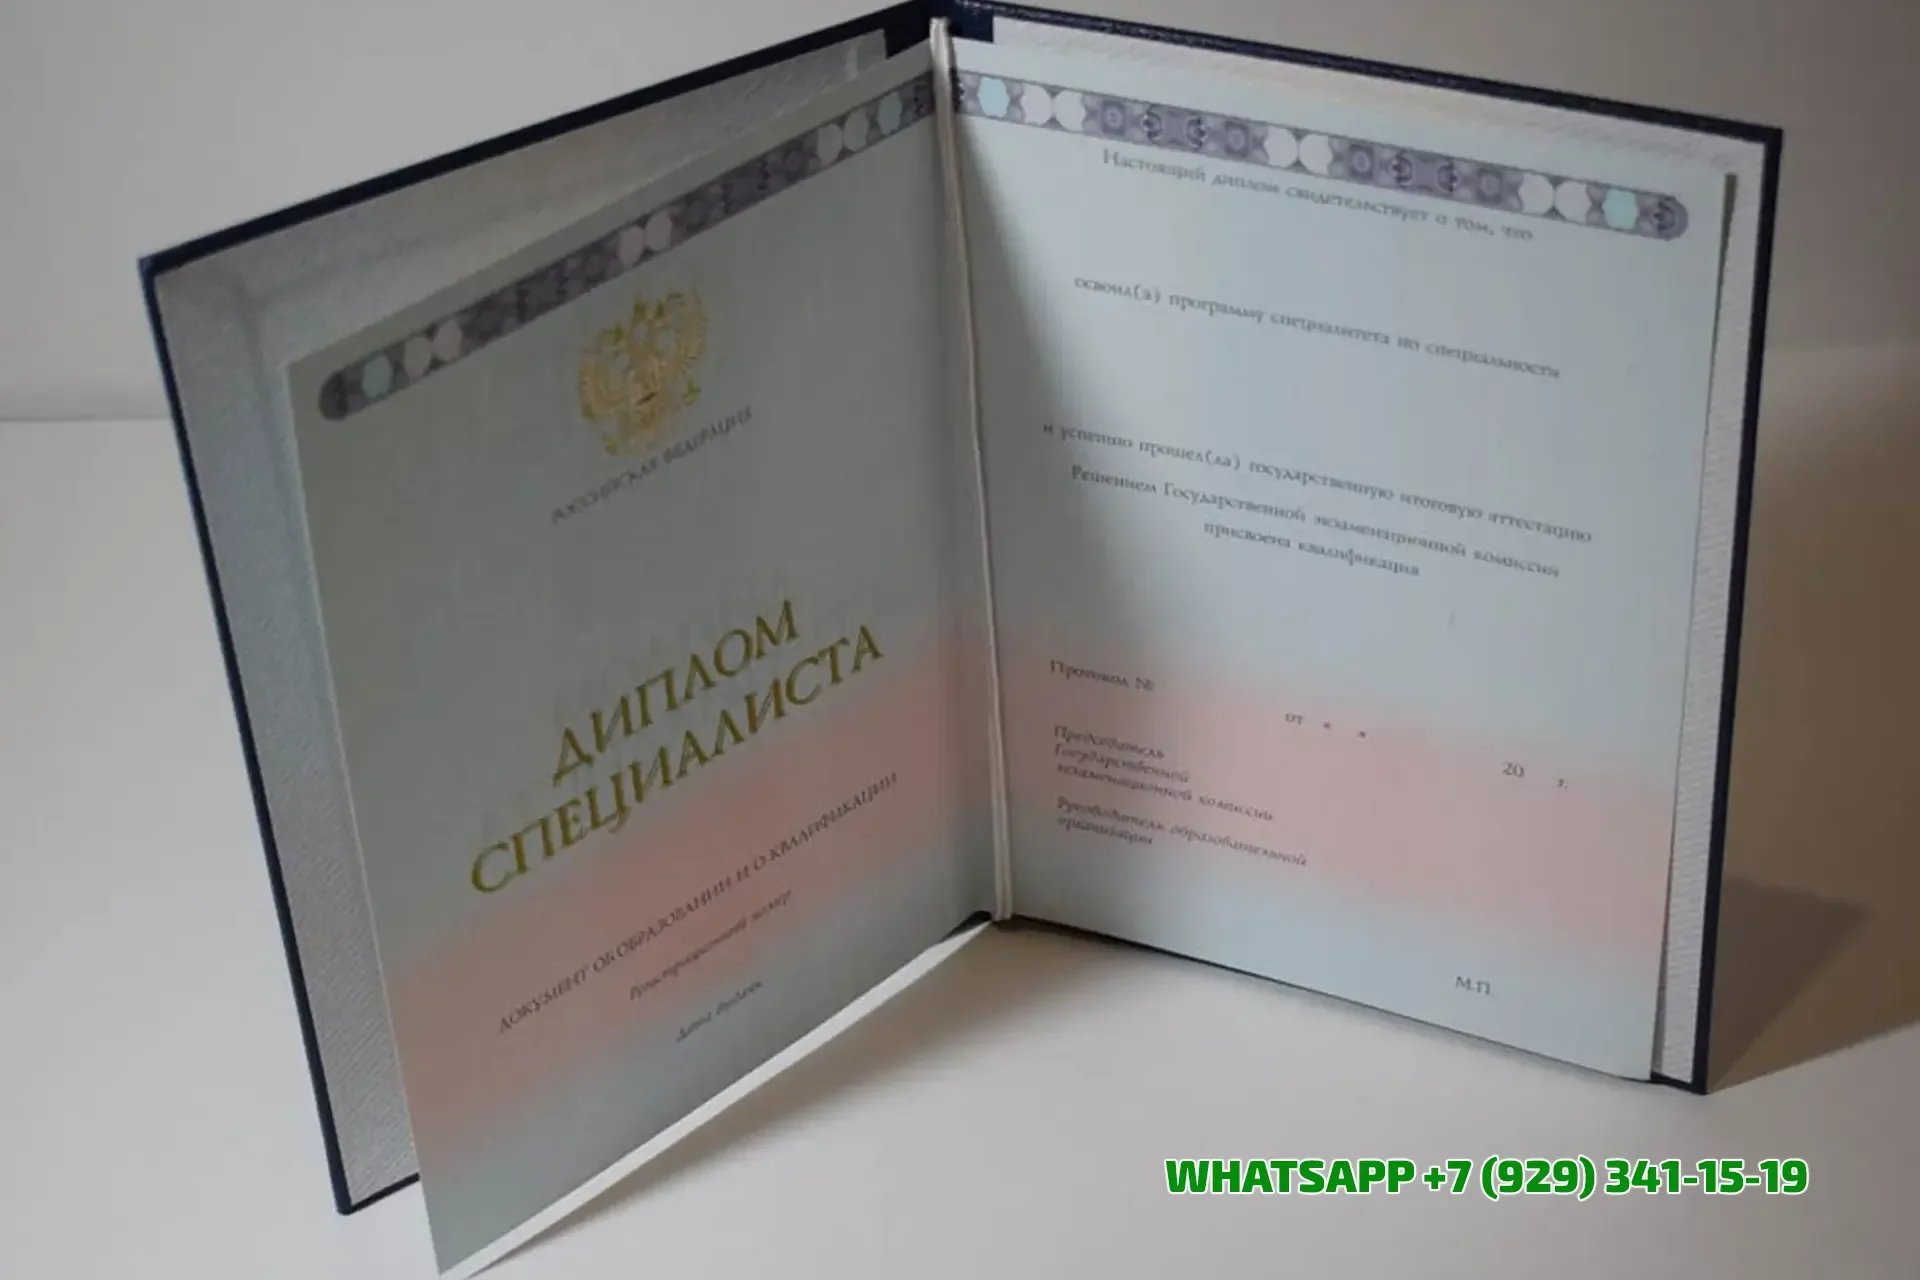 РОССИЙСКАЯ ФЕДЕРАЦИЯ
ДИПЛОМ
СПЕЦИАЛИСТА
ДОКУМЕНТ ОБ ОБРАЗОВАНИИ И О КВАЛИФИКАЦИИ
Регистрационный номер
Дата выдачи
Настоящий диплом свидетельствует о том, что
освоил(а) программу специалитета по специальности
и успешно прошел(ла) государственную итоговую аттестацию
Решением Государственной экзаменационной комиссии
присвоена квалификация
Протокол №
от « »
20 г.
Председатель
Государственной
экзаменационной комиссии
Руководитель образовательной
организации
М.П.
WHATSAPP +7 (929) 341-15-19